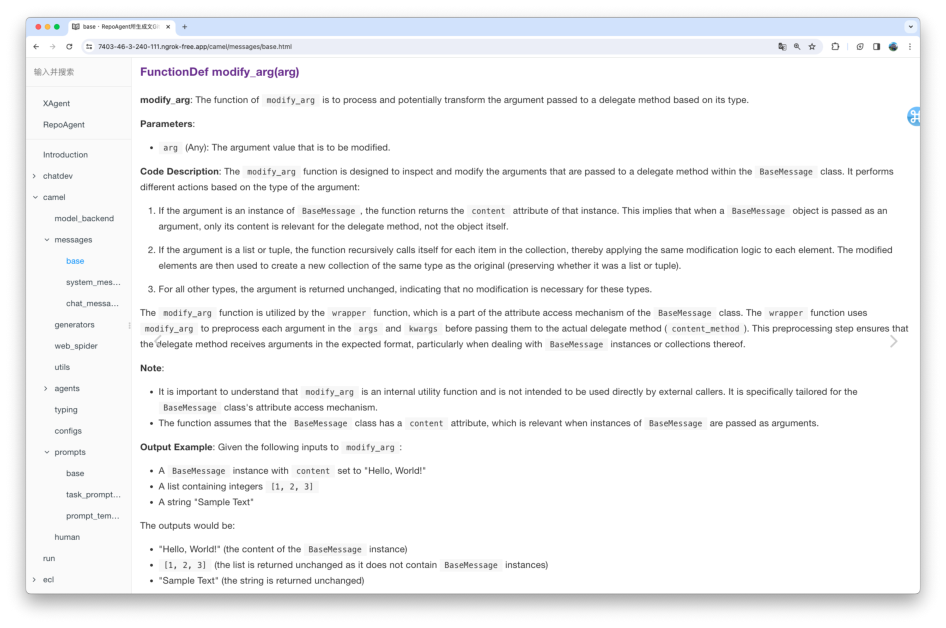 base - RepoAgent用生成文
7403-46-3-240-111.ngrok-free.app/camel/messages/base.html
输入并搜索
XAgent
RepoAgent
Introduction
chatdev
camel
model_backend
messages
base
system_mes...
chat_messa...
generators
web_spider
utils
agents
typing
configs
prompts
base
task_prompt...
prompt_tem...
human
run
ecl
FunctionDef modify_arg(arg)
modify_arg: The function of modify_arg is to process and potentially transform the argument passed to a delegate method based on its type.
Parameters:
• arg (Any): The argument value that is to be modified.
Code Description: The modify_arg function is designed to inspect and modify the arguments that are passed to a delegate method within the BaseMessage class. It performs
different actions based on the type of the argument:
1. If the argument is an instance of BaseMessage , the function returns the content attribute of that instance. This implies that when a BaseMessage object is passed as an
argument, only its content is relevant for the delegate method, not the object itself.
2. If the argument is a list or tuple, the function recursively calls itself for each item in the collection, thereby applying the same modification logic to each element. The modified
elements are then used to create a new collection of the same type as the original (preserving whether it was a list or tuple).
3. For all other types, the argument is returned unchanged, indicating that no modification is necessary for these types.
The modify_arg function is utilized by the wrapper function, which is a part of the attribute access mechanism of the BaseMessage class. The wrapper function uses
modify_arg to preprocess each argument in the args and kwargs before passing them to the actual delegate method ( content_method ). This preprocessing step ensures that
the delegate method receives arguments in the expected format, particularly when dealing with BaseMessage instances or collections thereof.
Note:
• It is important to understand that modify_arg is an internal utility function and is not intended to be used directly by external callers. It is specifically tailored for the
BaseMessage class's attribute access mechanism.
• The function assumes that the BaseMessage class has a content attribute, which is relevant when instances of BaseMessage are passed as arguments.
Output Example: Given the following inputs to modify_arg :
• A BaseMessage instance with content set to "Hello, World!"
• A list containing integers [1, 2, 3]
• A string "Sample Text"
The outputs would be:
• "Hello, World!" (the content of the BaseMessage instance)
• [1, 2, 3] (the list is returned unchanged as it does not contain BaseMessage instances)
• "Sample Text" (the string is returned unchanged)